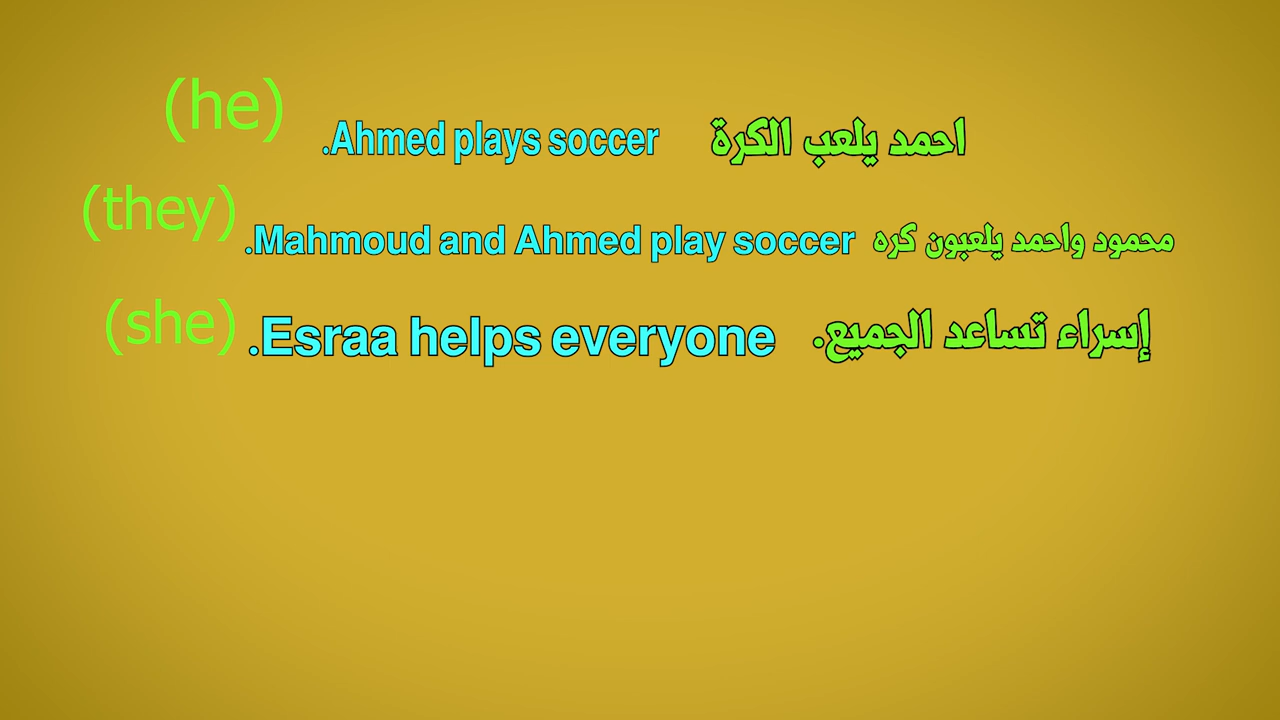 (he) .Ahmed plays soccer احمد يلعب الكرة
(they) .Mahmoud and Ahmed play soccer محمود واحمد يلعبون كره
(she) .Esraa helps everyone إسراء تساعد الجميع.